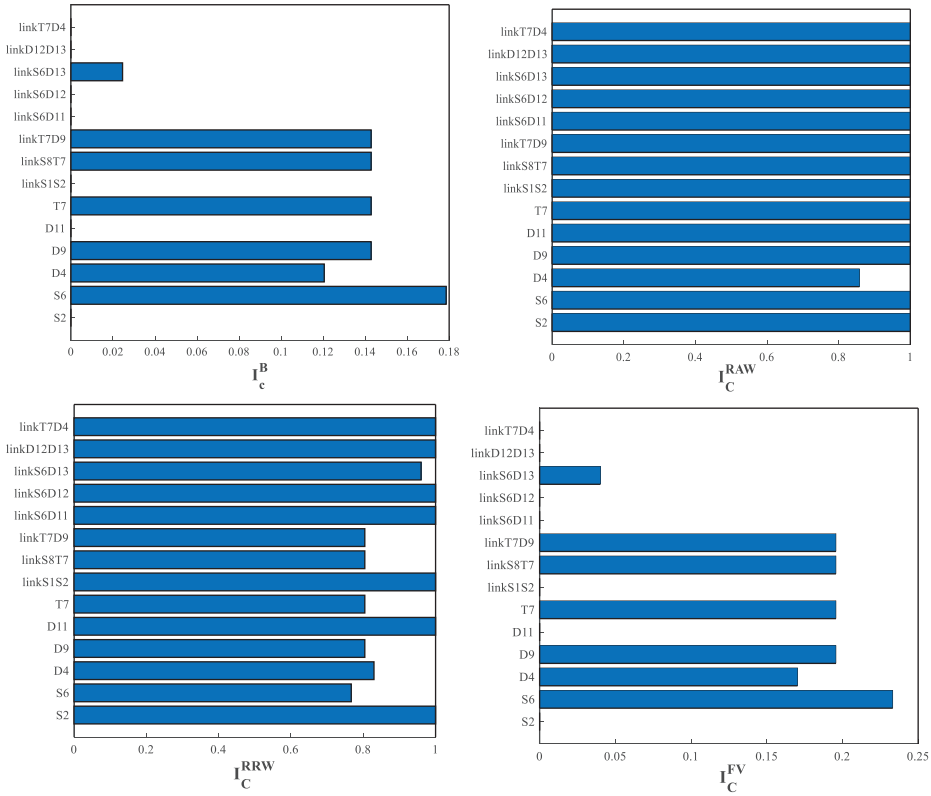 linkT7D4
linkD12D13
linkS6D13
linkS6D12
linkS6D11
linkT7D9
linkS8T7
linkS1S2
T7
D11
D9
D4
S6
S2
0 0.02 0.04 0.06 0.08 0.1 0.12 0.14 0.16 0.18
I_c^B
linkT7D4
linkD12D13
linkS6D13
linkS6D12
linkS6D11
linkT7D9
linkS8T7
linkS1S2
T7
D11
D9
D4
S6
S2
0 0.2 0.4 0.6 0.8 1
I_C^RAW
linkT7D4
linkD12D13
linkS6D13
linkS6D12
linkS6D11
linkT7D9
linkS8T7
linkS1S2
T7
D11
D9
D4
S6
S2
0 0.2 0.4 0.6 0.8 1
I_C^RRW
linkT7D4
linkD12D13
linkS6D13
linkS6D12
linkS6D11
linkT7D9
linkS8T7
linkS1S2
T7
D11
D9
D4
S6
S2
0 0.05 0.1 0.15 0.2 0.25
I_C^FV